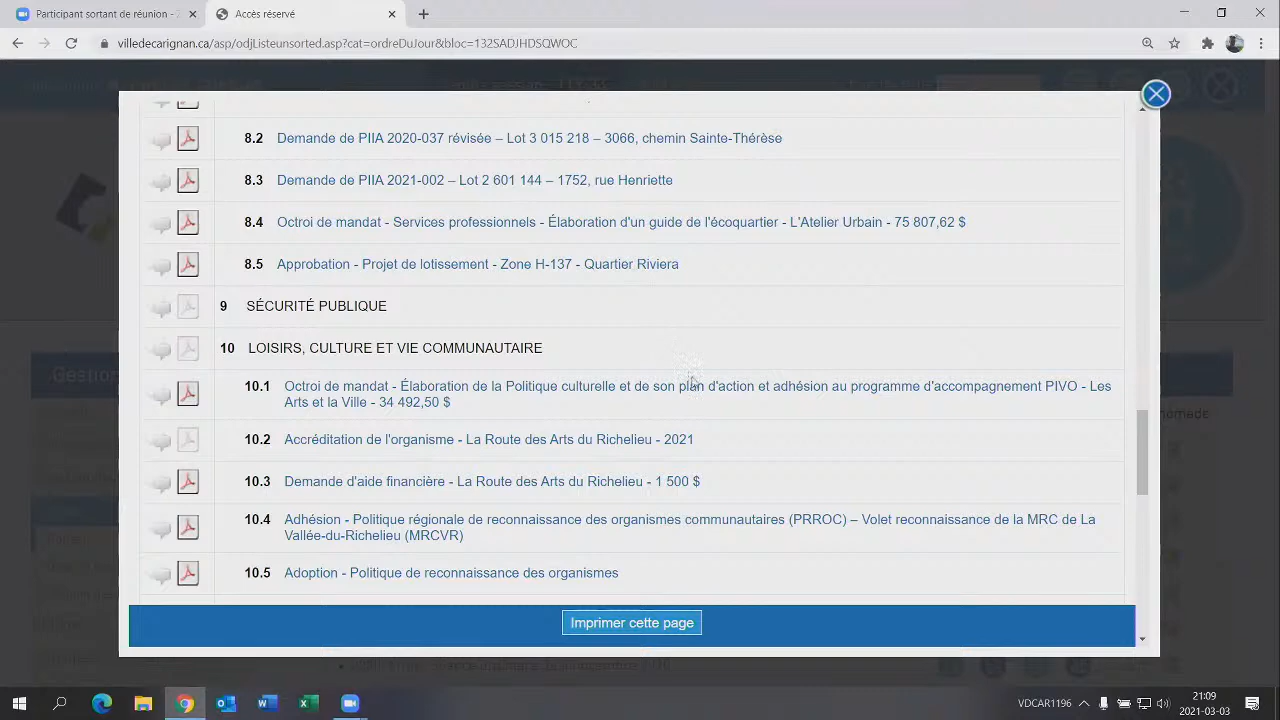 Participant sortant de réunion -
Accès réservé
villedecarignan.ca/asp/odjListeunsorted.asp?cat=ordreDuJour&bloc=132SADJHDSQWOC
8.2 Demande de PIIA 2020-037 révisée – Lot 3 015 218 – 3066, chemin Sainte-Thérèse
8.3 Demande de PIIA 2021-002 – Lot 2 601 144 – 1752, rue Henriette
8.4 Octroi de mandat - Services professionnels - Élaboration d'un guide de l'écoquartier - L'Atelier Urbain - 75 807,62 $
8.5 Approbation - Projet de lotissement - Zone H-137 - Quartier Riviera
9 SÉCURITÉ PUBLIQUE
10 LOISIRS, CULTURE ET VIE COMMUNAUTAIRE
10.1 Octroi de mandat - Élaboration de la Politique culturelle et de son plan d'action et adhésion au programme d'accompagnement PIVO - Les
Arts et la Ville - 34 492,50 $
10.2 Accréditation de l'organisme - La Route des Arts du Richelieu - 2021
10.3 Demande d'aide financière - La Route des Arts du Richelieu - 1 500 $
10.4 Adhésion - Politique régionale de reconnaissance des organismes communautaires (PRROC) – Volet reconnaissance de la MRC de La
Vallée-du-Richelieu (MRCVR)
10.5 Adoption - Politique de reconnaissance des organismes
Imprimer cette page
Gestion
VDCAR1196
21:09
2021-03-03